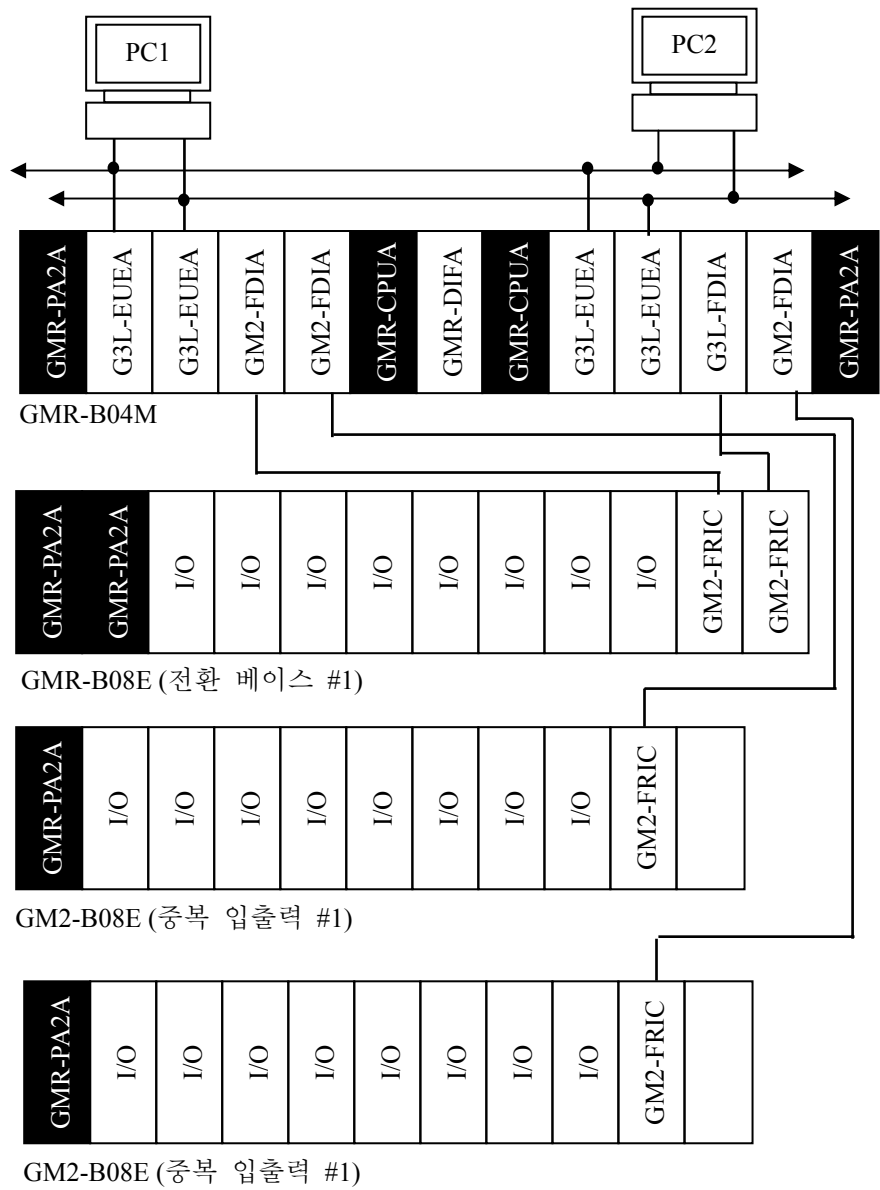 PC1
PC2
GMR-PA2A
G3L-EUEA
G3L-EUEA
GM2-FDIA
GM2-FDIA
GMR-CPUA
GMR-DIFA
GMR-CPUA
G3L-EUEA
G3L-EUEA
G3L-FDIA
GM2-FDIA
GMR-PA2A
GMR-B04M
GMR-PA2A
GMR-PA2A
I/O
I/O
I/O
I/O
I/O
I/O
I/O
I/O
GM2-FRIC
GM2-FRIC
GMR-B08E (전환 베이스 #1)
GMR-PA2A
I/O
I/O
I/O
I/O
I/O
I/O
I/O
I/O
GM2-FRIC
GM2-B08E (중복 입출력 #1)
GMR-PA2A
I/O
I/O
I/O
I/O
I/O
I/O
I/O
I/O
GM2-FRIC
GM2-B08E (중복 입출력 #1)